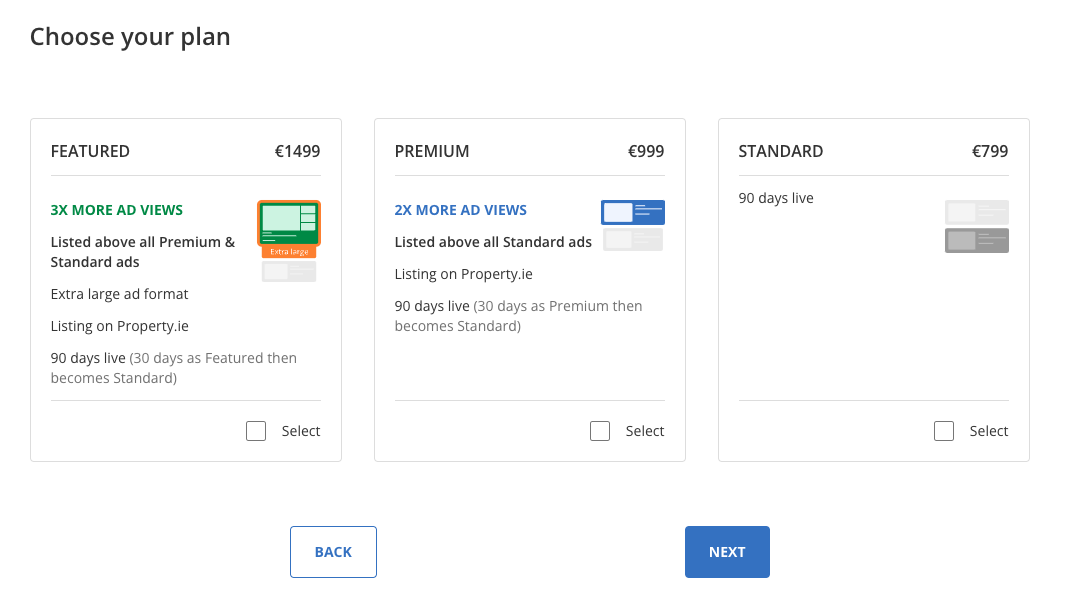 Choose your plan
FEATURED €1499
3X MORE AD VIEWS
Listed above all Premium &
Standard ads
Extra large
Extra large ad format
Listing on Property.ie
90 days live (30 days as Featured then
becomes Standard)
Select
PREMIUM €999
2X MORE AD VIEWS
Listed above all Standard ads
Listing on Property.ie
90 days live (30 days as Premium then
becomes Standard)
Select
STANDARD €799
90 days live
Select
BACK
NEXT